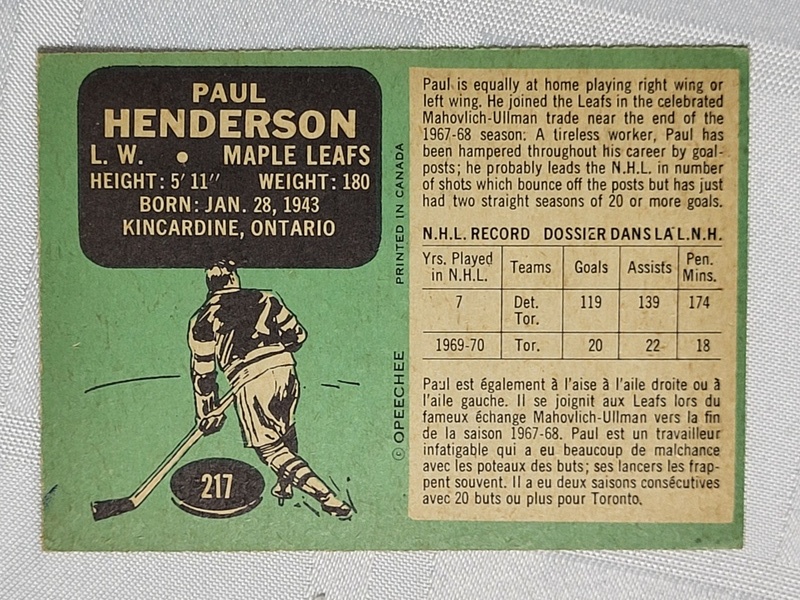 PAUL
HENDERSON
L. W. • MAPLE LEAFS
HEIGHT: 5' 11" WEIGHT: 180
BORN: JAN. 28, 1943
KINCARDINE, ONTARIO
217
© OPEECHEE PRINTED IN CANADA
Paul is equally at home playing right wing or
left wing. He joined the Leafs in the celebrated
Mahovlich-Ullman trade near the end of the
1967-68 season. A tireless worker, Paul has
been hampered throughout his career by goal-
posts; he probably leads the N.H.L. in number
of shots which bounce off the posts but has just
had two straight seasons of 20 or more goals.
N.H.L. RECORD DOSSIER DANS LA L.N.H.
Yrs. Played in N.H.L. Teams Goals Assists Pen. Mins.
7 Det. Tor. 119 139 174
1969-70 Tor. 20 22 18
Paul est également à l'aise à l'aile droite ou à
l'aile gauche. Il se joignit aux Leafs lors du
fameux échange Mahovlich-Ullman vers la fin
de la saison 1967-68. Paul est un travailleur
infatigable qui a eu beaucoup de malchance
avec les poteaux des buts; ses lancers les frap-
pent souvent. Il a eu deux saisons consécutives
avec 20 buts ou plus pour Toronto.